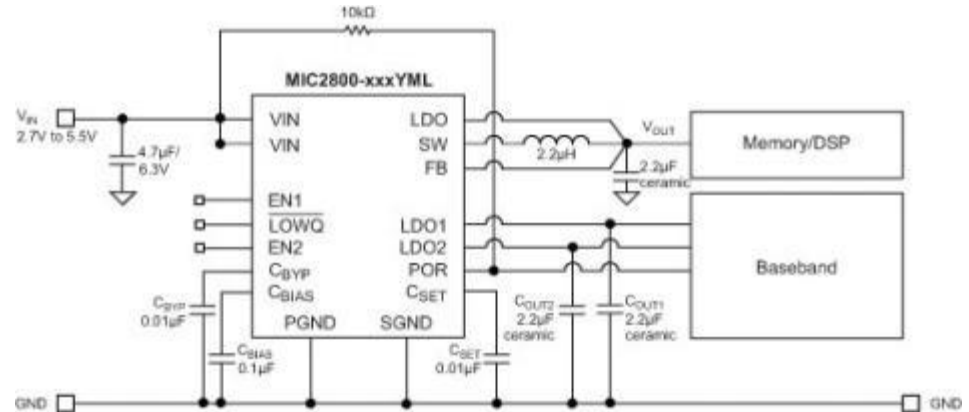 10kΩ
MIC2800-xxxYML
VIN
2.7V to 5.5V
4.7µF/
6.3V
VIN
VIN
EN1
LOWQ
EN2
CBYP
CBIAS
PGND
SGND
LDO
SW
FB
LDO1
LDO2
POR
CSET
2.2µH
VOUT
2.2µF
ceramic
Memory/DSP
Baseband
CBYP
0.01µF
CBIAS
0.1µF
CSET
0.01µF
COUT2
2.2µF
ceramic
COUT1
2.2µF
ceramic
GND
GND